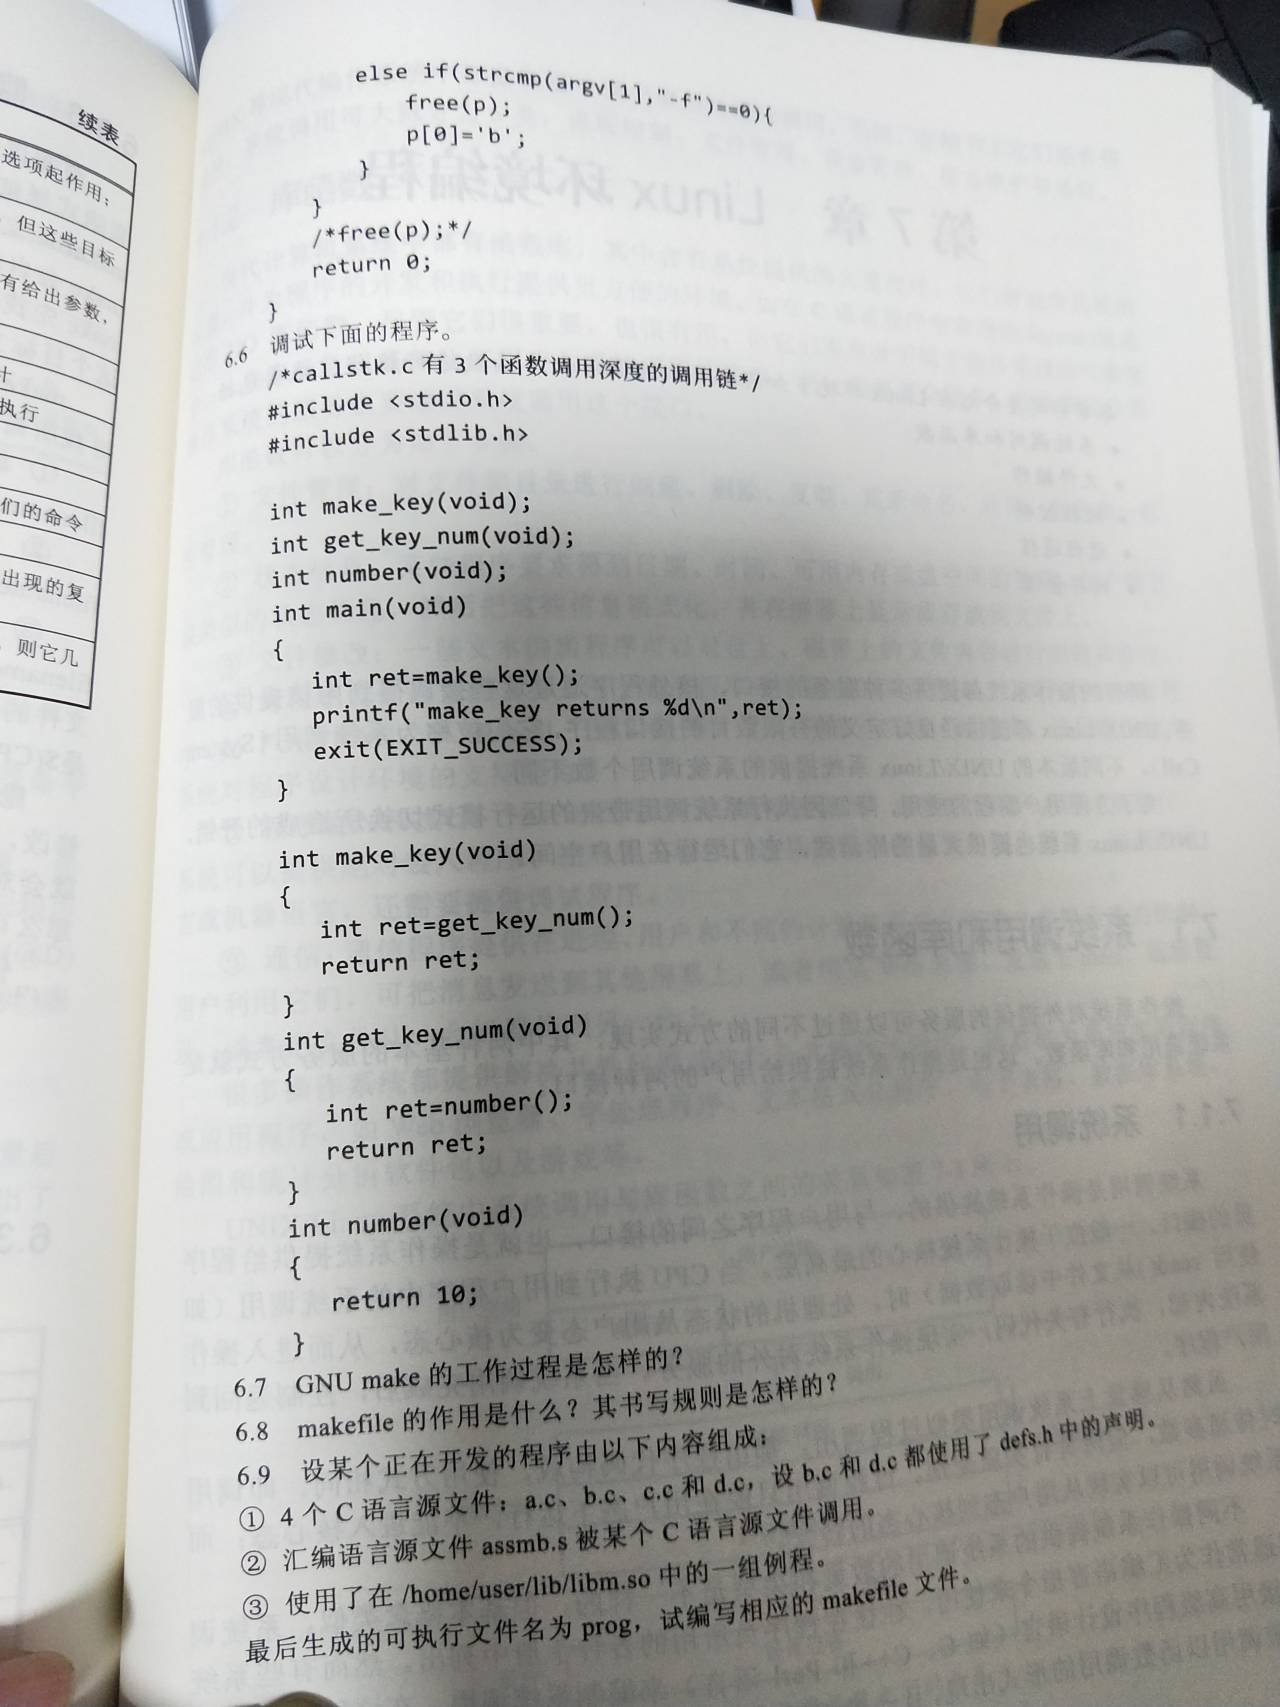 续表
选项起作用；
但这些目标
有给出参数，
计
执行
们的命令
出现的复
，则它几
else if(strcmp(argv[1],"-f")==0){
free(p);
p[0]='b';
}
}
/*free(p);*/
return 0;
}
6.6 调试下面的程序。
/*callstk.c 有 3 个函数调用深度的调用链*/
#include <stdio.h>
#include <stdlib.h>
int make_key(void);
int get_key_num(void);
int number(void);
int main(void)
{
int ret=make_key();
printf("make_key returns %d\n",ret);
exit(EXIT_SUCCESS);
}
int make_key(void)
{
int ret=get_key_num();
return ret;
}
int get_key_num(void)
{
int ret=number();
return ret;
}
int number(void)
{
return 10;
}
6.7 GNU make 的工作过程是怎样的？
6.8 makefile 的作用是什么？其书写规则是怎样的？
6.9 设某个正在开发的程序由以下内容组成：
① 4 个 C 语言源文件：a.c、b.c、c.c 和 d.c，设 b.c 和 d.c 都使用了 defs.h 中的声明。
② 汇编语言源文件 assmb.s 被某个 C 语言源文件调用。
③ 使用了在 /home/user/lib/libm.so 中的一组例程。
最后生成的可执行文件名为 prog，试编写相应的 makefile 文件。